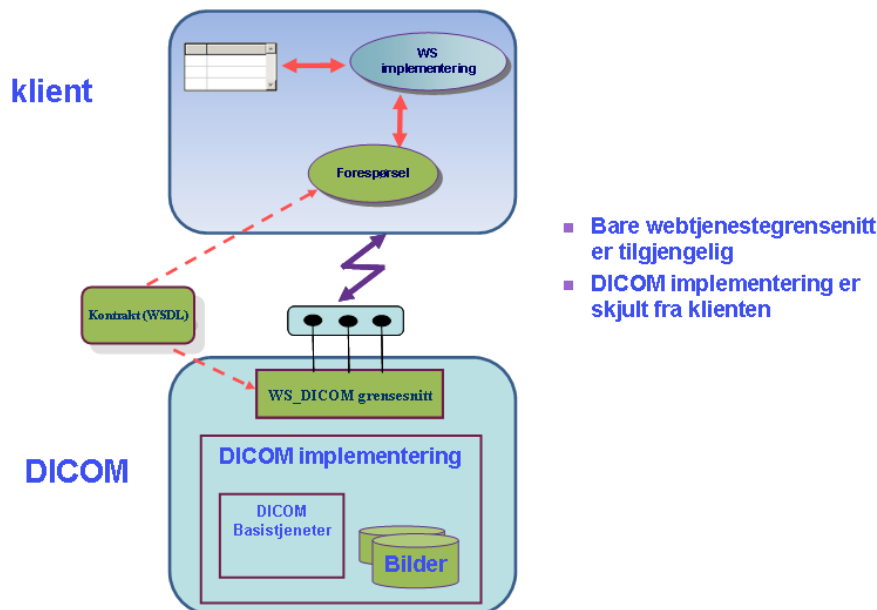 klient
WS
implementering
Forespørsel
Kontrakt (WSDL)
WS_DICOM grensesnitt
DICOM
DICOM implementering
DICOM
Basistjeneter
Bilder
Bare webtjenestegrensenitt
er tilgjengelig
DICOM implementering er
skjult fra klienten